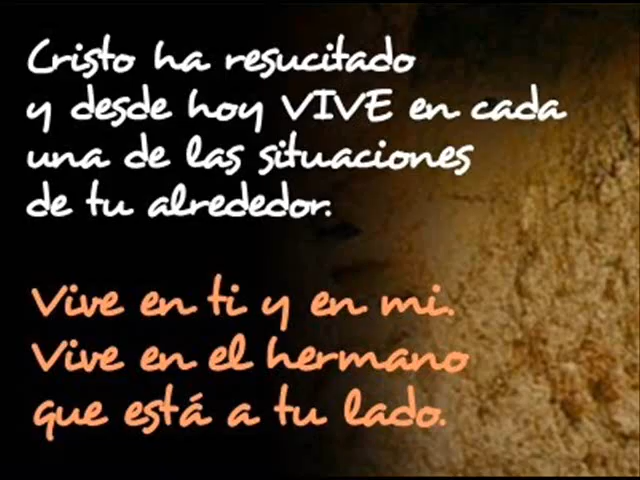 Cristo ha resucitado
y desde hoy VIVE en cada
una de las situaciones
de tu alrededor.
Vive en ti y en mi.
Vive en el hermano
que está a tu lado.